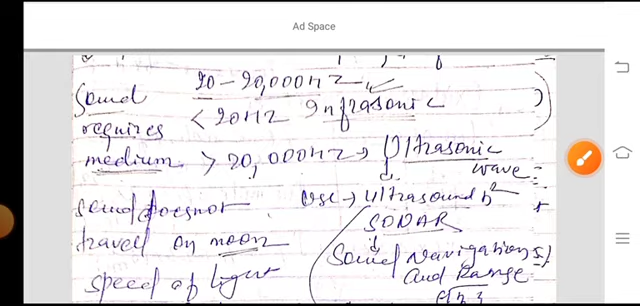 Ad Space
20-20,000HZ
Sound
<20HZ Infrasonic
requires
medium >20,000HZ → Ultrasonic
wave
use → Ultrasound
Sound doesnot
SONAR
travel on moon
Sound Navigation
speed of light
and Range